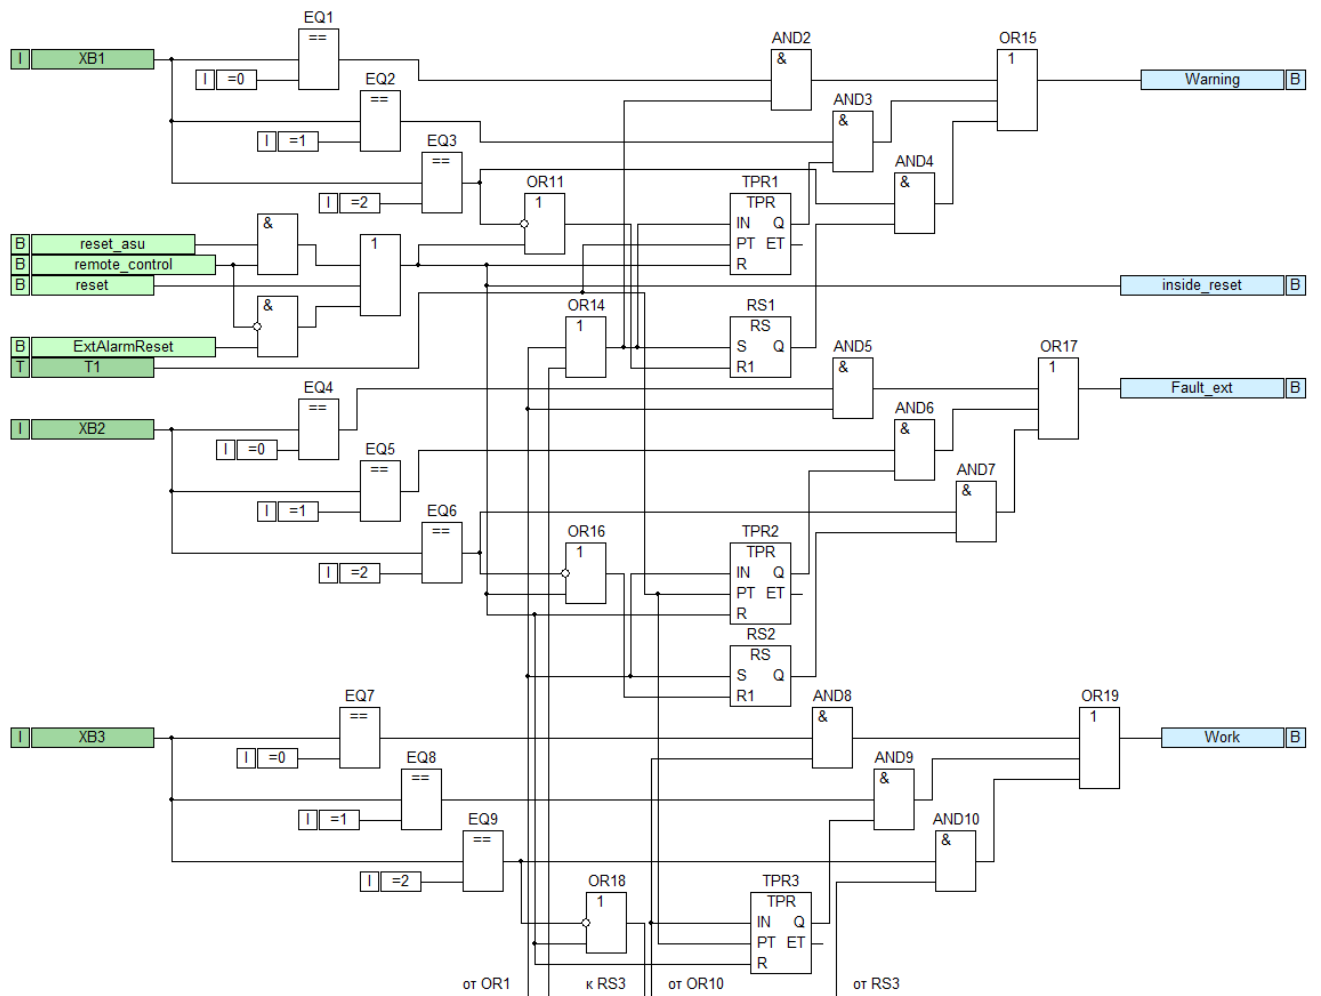 EQ1
==
AND2
&
OR15
1
I XB1
I =0
EQ2
==
Warning B
AND3
&
I =1
EQ3
==
AND4
&
OR11
1
TPR1
TPR
IN Q
PT ET
R
I =2
&
1
B reset_asu
B remote_control
B reset
inside_reset B
&
OR14
1
RS1
RS
S Q
R1
B ExtAlarmReset
T T1
AND5
&
OR17
1
EQ4
==
Fault_ext B
AND6
&
I XB2
I =0
EQ5
==
AND7
&
I =1
EQ6
==
OR16
1
TPR2
TPR
IN Q
PT ET
R
I =2
RS2
RS
S Q
R1
EQ7
==
AND8
&
OR19
1
I XB3
Work B
I =0
EQ8
==
AND9
&
I =1
EQ9
==
AND10
&
I =2
OR18
1
TPR3
TPR
IN Q
PT ET
R
от OR1
к RS3
от OR10
от RS3